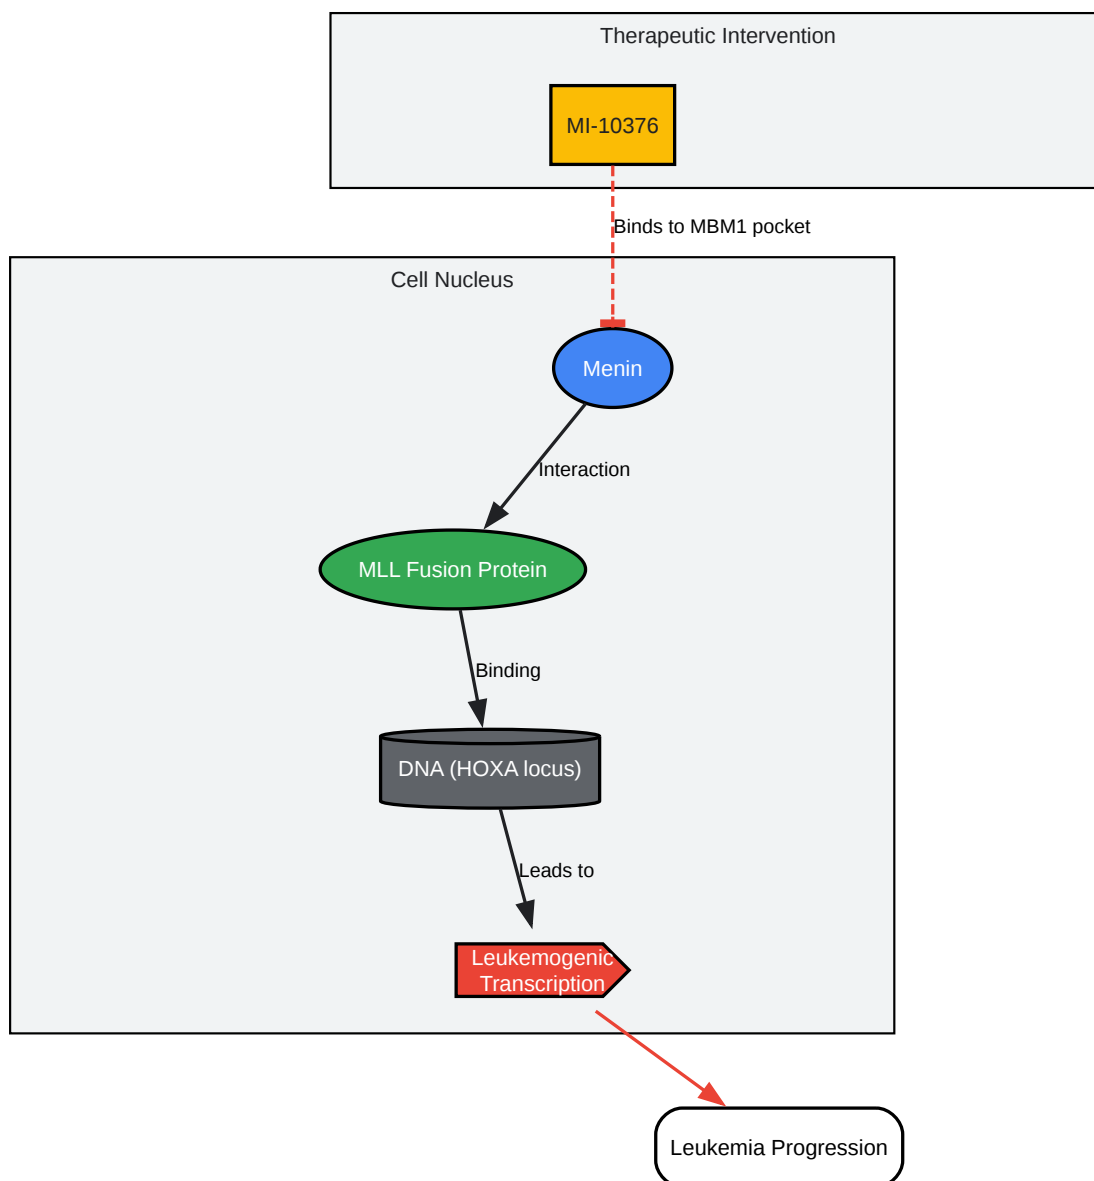 Therapeutic Intervention
MI-10376
Binds to MBM1 pocket
Cell Nucleus
Menin
Interaction
MLL Fusion Protein
Binding
DNA (HOXA locus)
Leads to
Leukemogenic
Transcription
Leukemia Progression